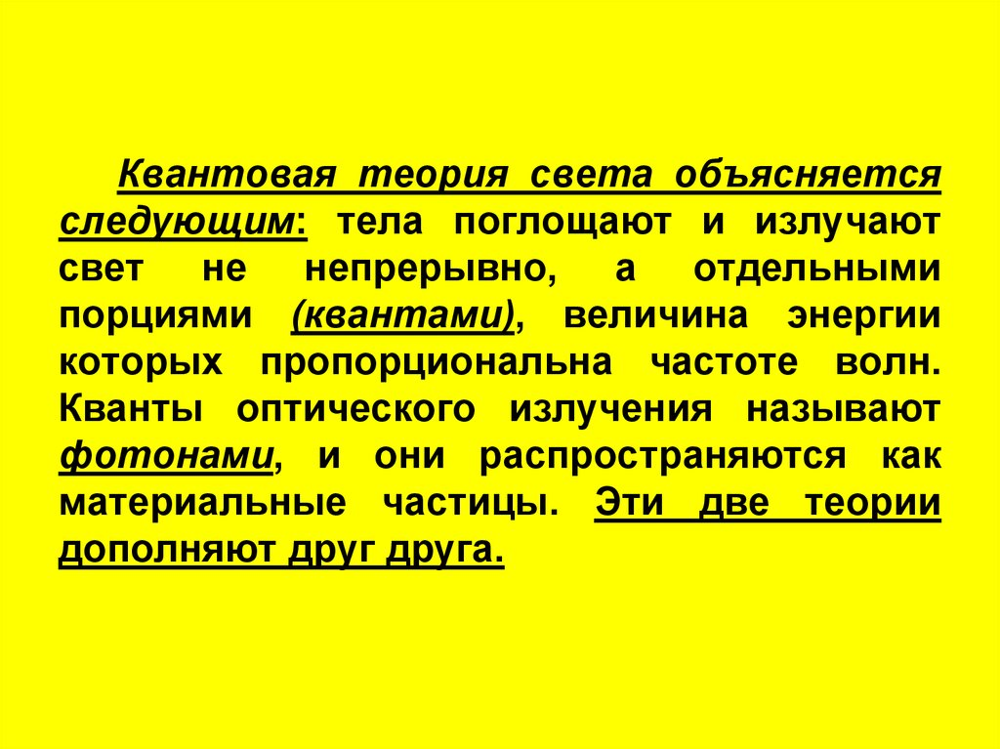 Квантовая теория света объясняется
следующим: тела поглощают и излучают
свет не непрерывно, а отдельными
порциями (квантами), величина энергии
которых пропорциональна частоте волн.
Кванты оптического излучения называют
фотонами, и они распространяются как
материальные частицы. Эти две теории
дополняют друг друга.